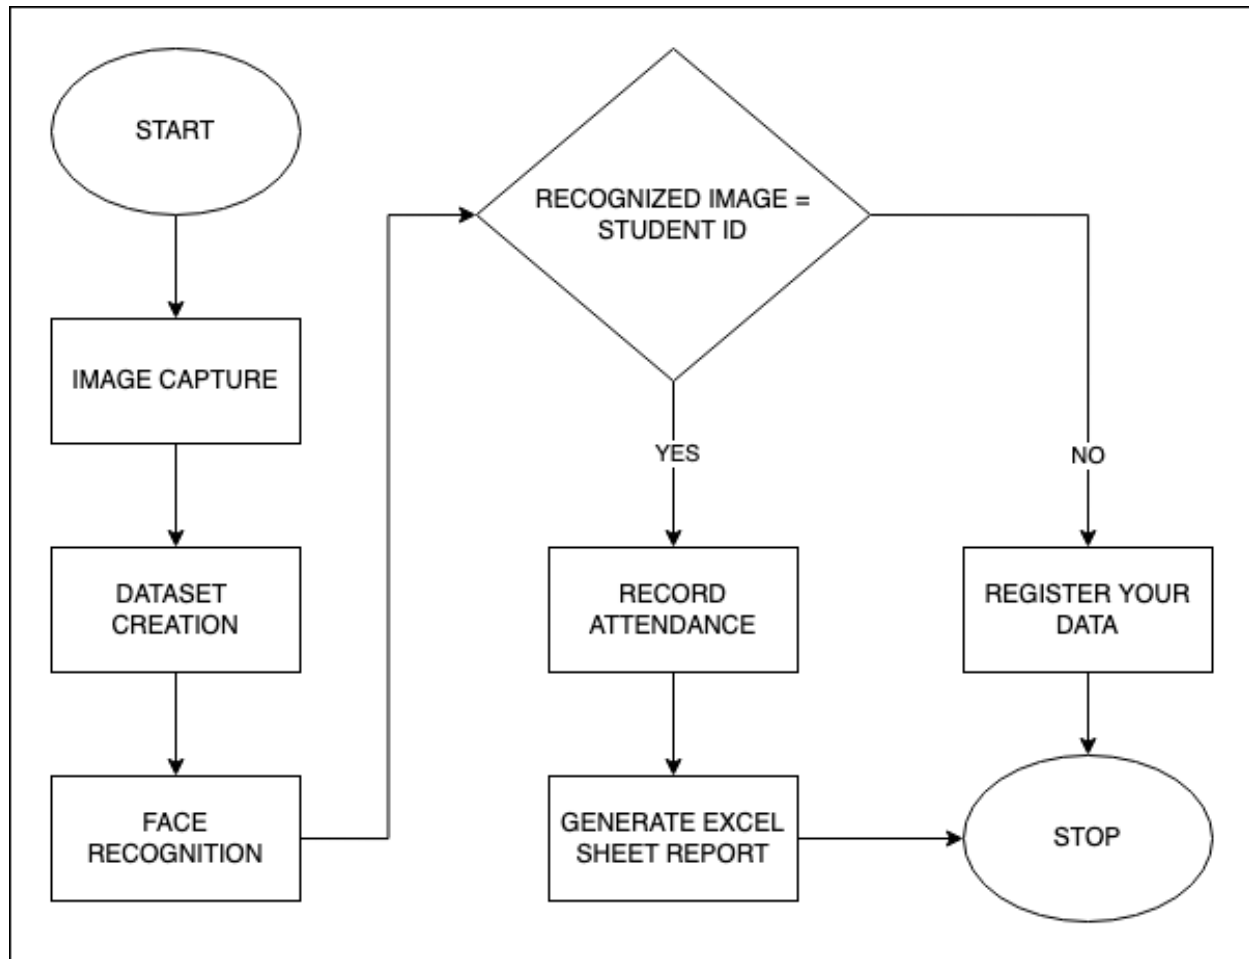 START
IMAGE CAPTURE
DATASET
CREATION
FACE
RECOGNITION
RECOGNIZED IMAGE =
STUDENT ID
YES
NO
RECORD
ATTENDANCE
REGISTER YOUR
DATA
GENERATE EXCEL
SHEET REPORT
STOP